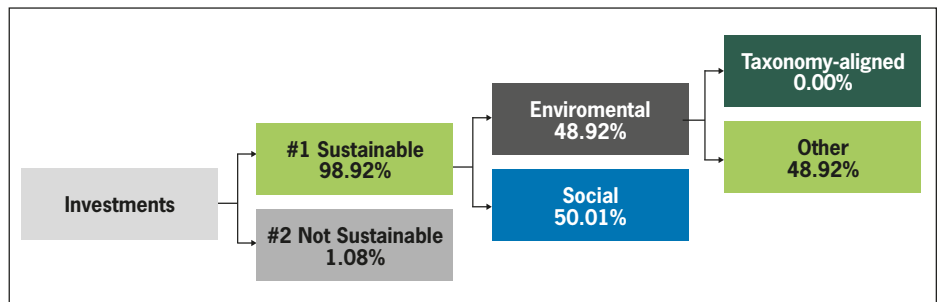 Investments
#1 Sustainable
98.92%
#2 Not Sustainable
1.08%
Enviromental
48.92%
Social
50.01%
Taxonomy-aligned
0.00%
Other
48.92%